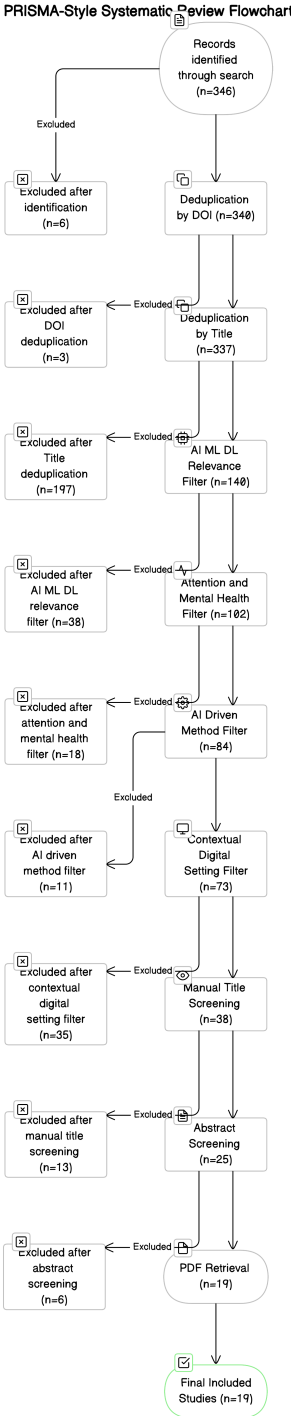 PRISMA-Style Systematic Review Flowchart
Records
identified
through search
(n=346)
Excluded
Excluded after
identification
(n=6)
Deduplication
by DOI (n=340)
Excluded
Excluded after
DOI
deduplication
(n=3)
Deduplication
by Title
(n=337)
Excluded
Excluded after
Title
deduplication
(n=197)
AI ML DL
Relevance
Filter (n=140)
Excluded
Excluded after
AI ML DL
relevance
filter (n=38)
Attention and
Mental Health
Filter (n=102)
Excluded
Excluded after
attention and
mental health
filter (n=18)
AI Driven
Method Filter
(n=84)
Excluded
Excluded after
AI driven
method filter
(n=11)
Contextual
Digital
Setting Filter
(n=73)
Excluded
Excluded after
contextual
digital
setting filter
(n=35)
Manual Title
Screening
(n=38)
Excluded
Excluded after
manual title
screening
(n=13)
Abstract
Screening
(n=25)
Excluded
Excluded after
abstract
screening
(n=6)
PDF Retrieval
(n=19)
Final Included
Studies (n=19)